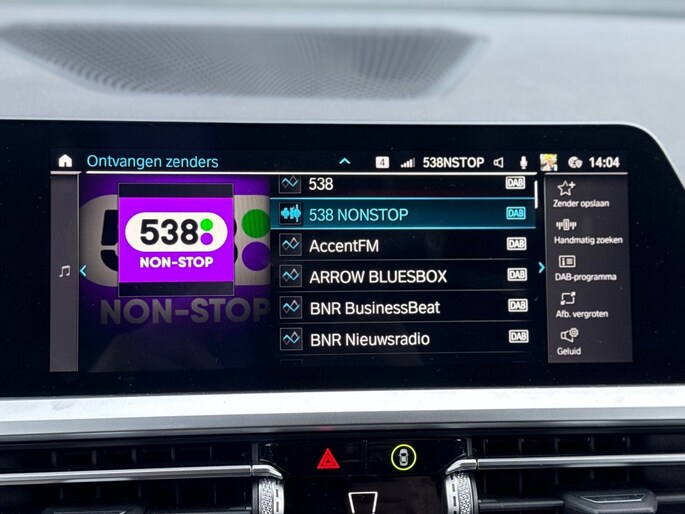 Ontvangen zenders
4
538NSTOP
14:04
538
NON-STOP
NON-STOP
538 DAB
538 NONSTOP DAB
AccentFM DAB
ARROW BLUESBOX DAB
BNR BusinessBeat DAB
BNR Nieuwsradio DAB
Zender opslaan
Handmatig zoeken
DAB-programma
Afb. vergroten
Geluid